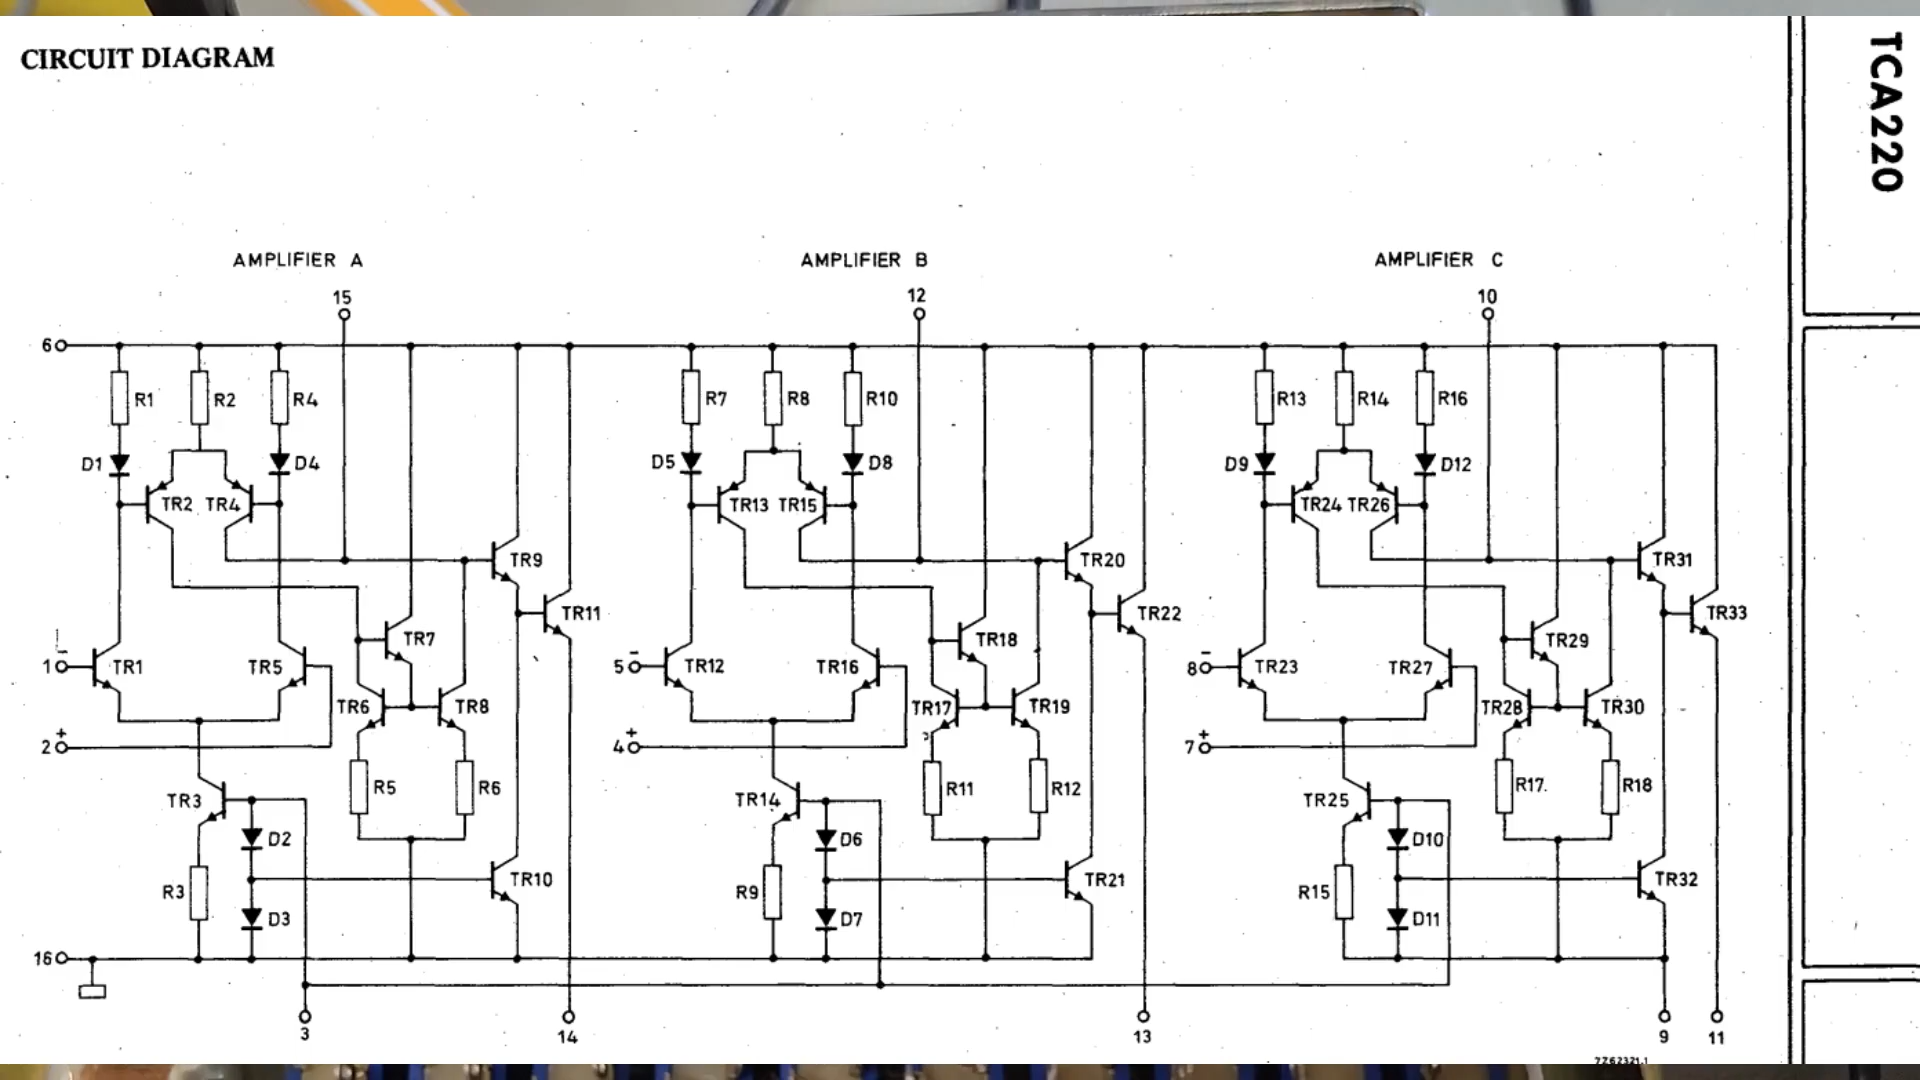 CIRCUIT DIAGRAM
TCA220
AMPLIFIER A
AMPLIFIER B
AMPLIFIER C
15
12
10
6
R1
R2
R4
R7
R8
R10
R13
R14
R16
D1
D4
D5
D8
D9
D12
TR2
TR4
TR13
TR15
TR24
TR26
TR9
TR20
TR31
TR11
TR22
TR33
TR7
TR18
TR29
1
-
TR1
TR5
5
-
TR12
TR16
8
-
TR23
TR27
TR6
TR8
TR17
TR19
TR28
TR30
2
+
4
+
7
+
R5
R6
R11
R12
R17
R18
TR3
TR14
TR25
D2
D6
D10
R3
TR10
R9
TR21
R15
TR32
D3
D7
D11
16
3
14
13
9
11
7Z62321.1